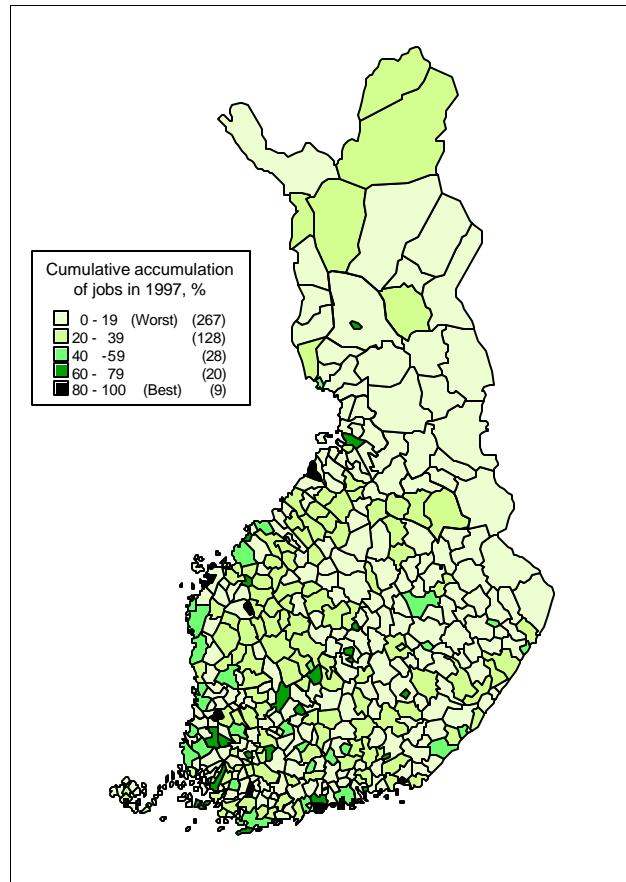 Cumulative accumulation
of jobs in 1997, %
0 - 19 (Worst) (267)
20 - 39 (128)
40 -59 (28)
60 - 79 (20)
80 - 100 (Best) (9)